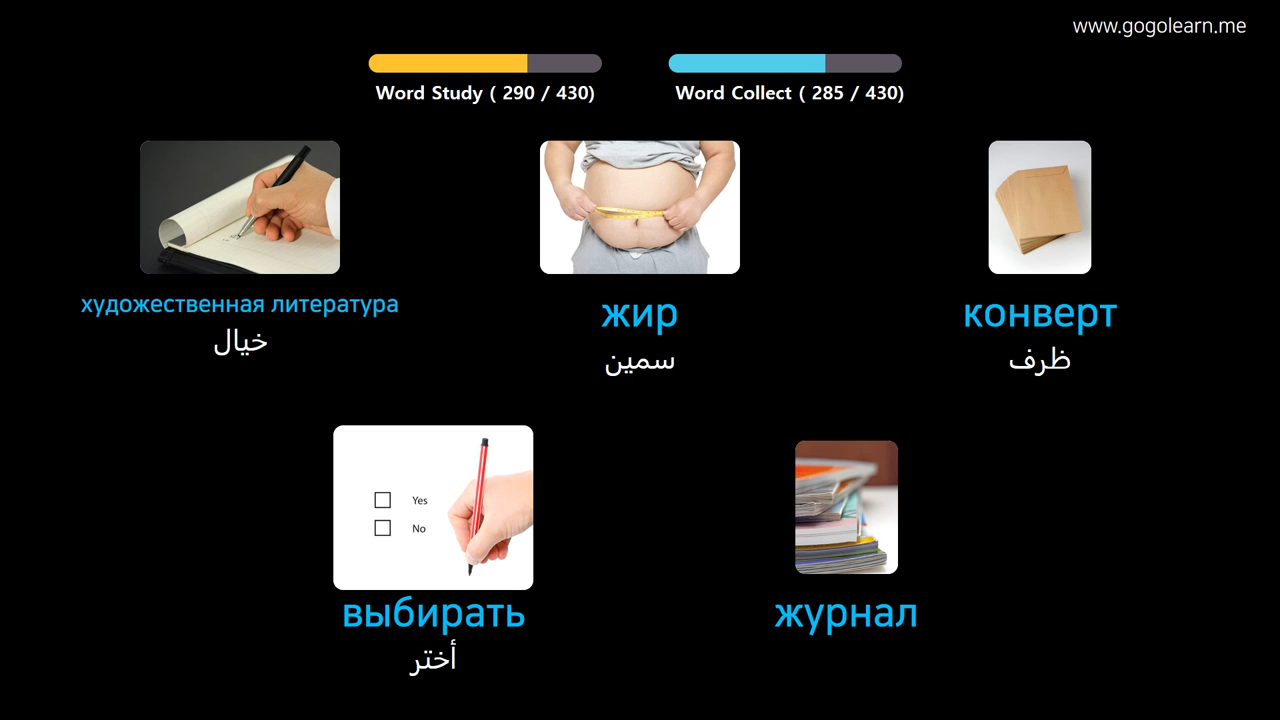 www.gogolearn.me
Word Study ( 290 / 430)
Word Collect ( 285 / 430)
художественная литература
خيال
жир
سمين
конверт
ظرف
Yes
No
выбирать
أختر
журнал